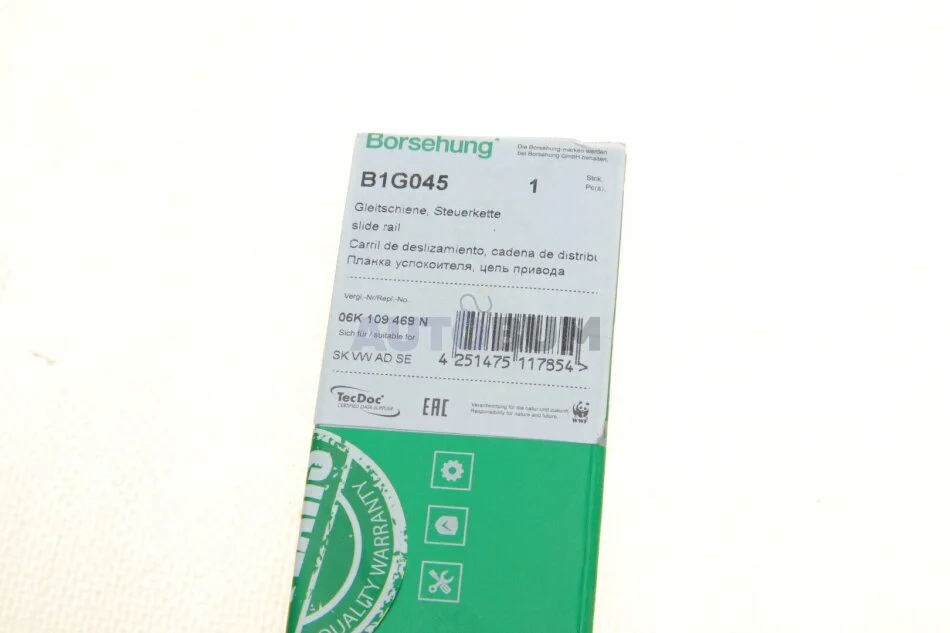 Borsehung
Die Borsehung-marken werden
bei Borsehung GmbH behalten.
B1G045
1
Stck.
Pc(s).
Gleitschiene, Steuerkette
slide rail
Carril de deslizamiento, cadena de distribu
Планка успокоителя, цепь привода
Vergl.-Nr/Repl.-No..
06K 109 469 N
Sich für / suitable for
SK VW AD SE
4 251475 117854 >
AUTOBUM
TecDoc
CERTIFIED DATA SUPPLIER
EAC
Verantwortung für die natur und zukunft.
Responsibility for nature and future.
WWF
QUALITY WARRANTY